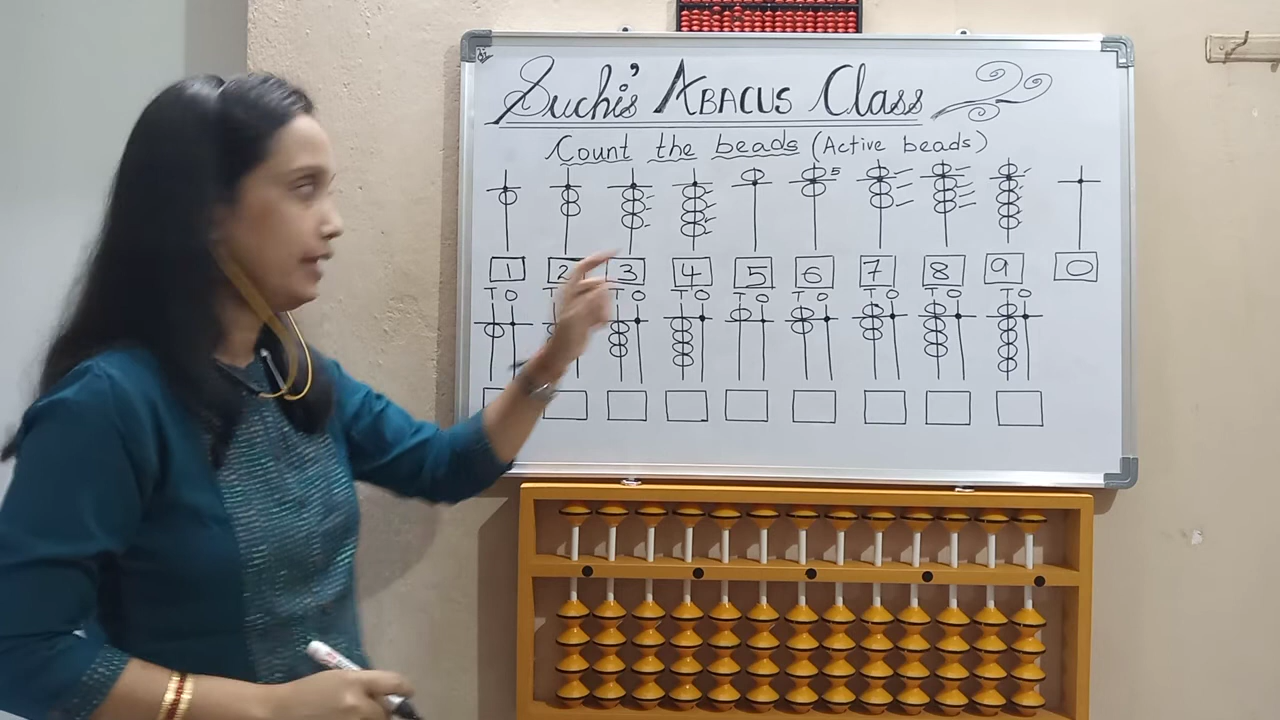 Suchi's ABACUS Class
Count the beads (Active beads)
5
1 2 3 4 5 6 7 8 9 0
T O T O T O T O T O T O T O T O